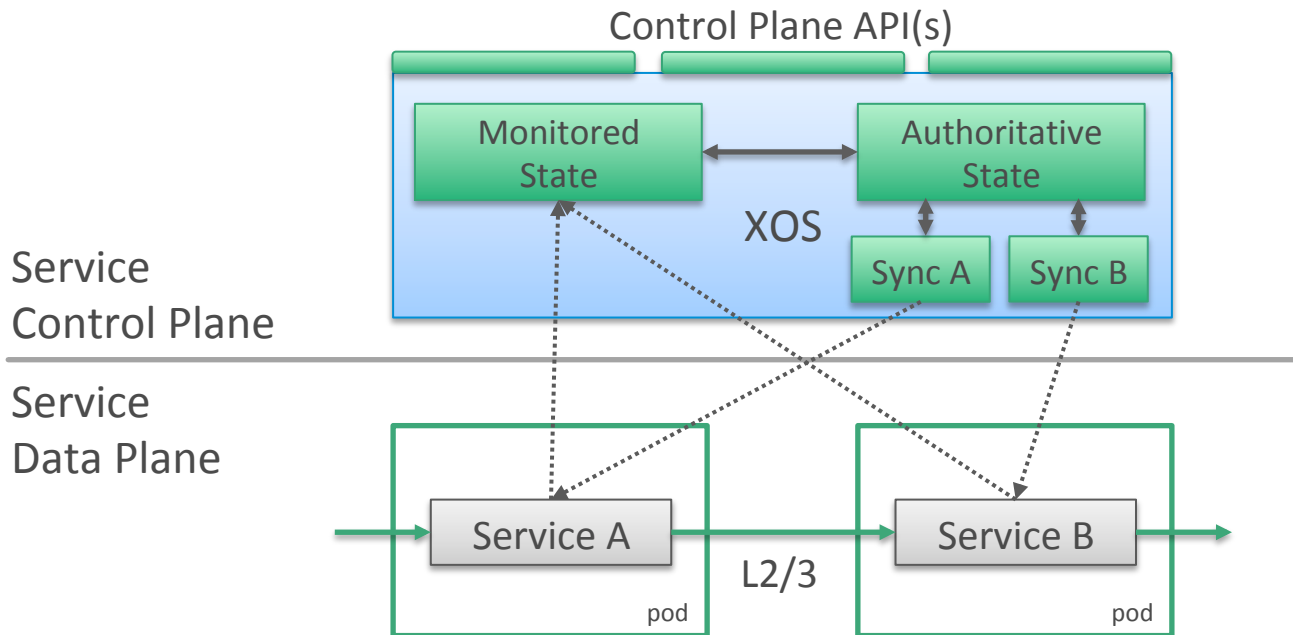 Control Plane API(s)
Monitored
State
Authoritative
State
XOS
Sync A
Sync B
Service
Control Plane
Service
Data Plane
Service A
Service B
L2/3
pod
pod